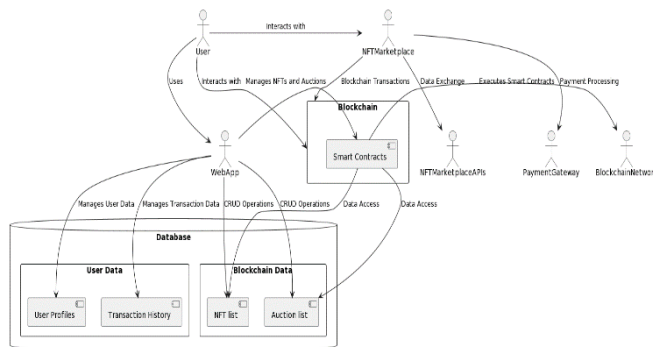 Interacts with
User
NFTMarketplace
Uses
Interacts with
Manages NFTs and Auctions
Blockchain Transactions
Data Exchange
Executes Smart Contracts
Payment Processing
Blockchain
Smart Contracts
WebApp
NFTMarketplaceAPIs
PaymentGateway
BlockchainNetwork
Manages User Data
Manages Transaction Data
CRUD Operations
CRUD Operations
Data Access
Data Access
Database
User Data
Blockchain Data
User Profiles
Transaction History
NFT list
Auction list